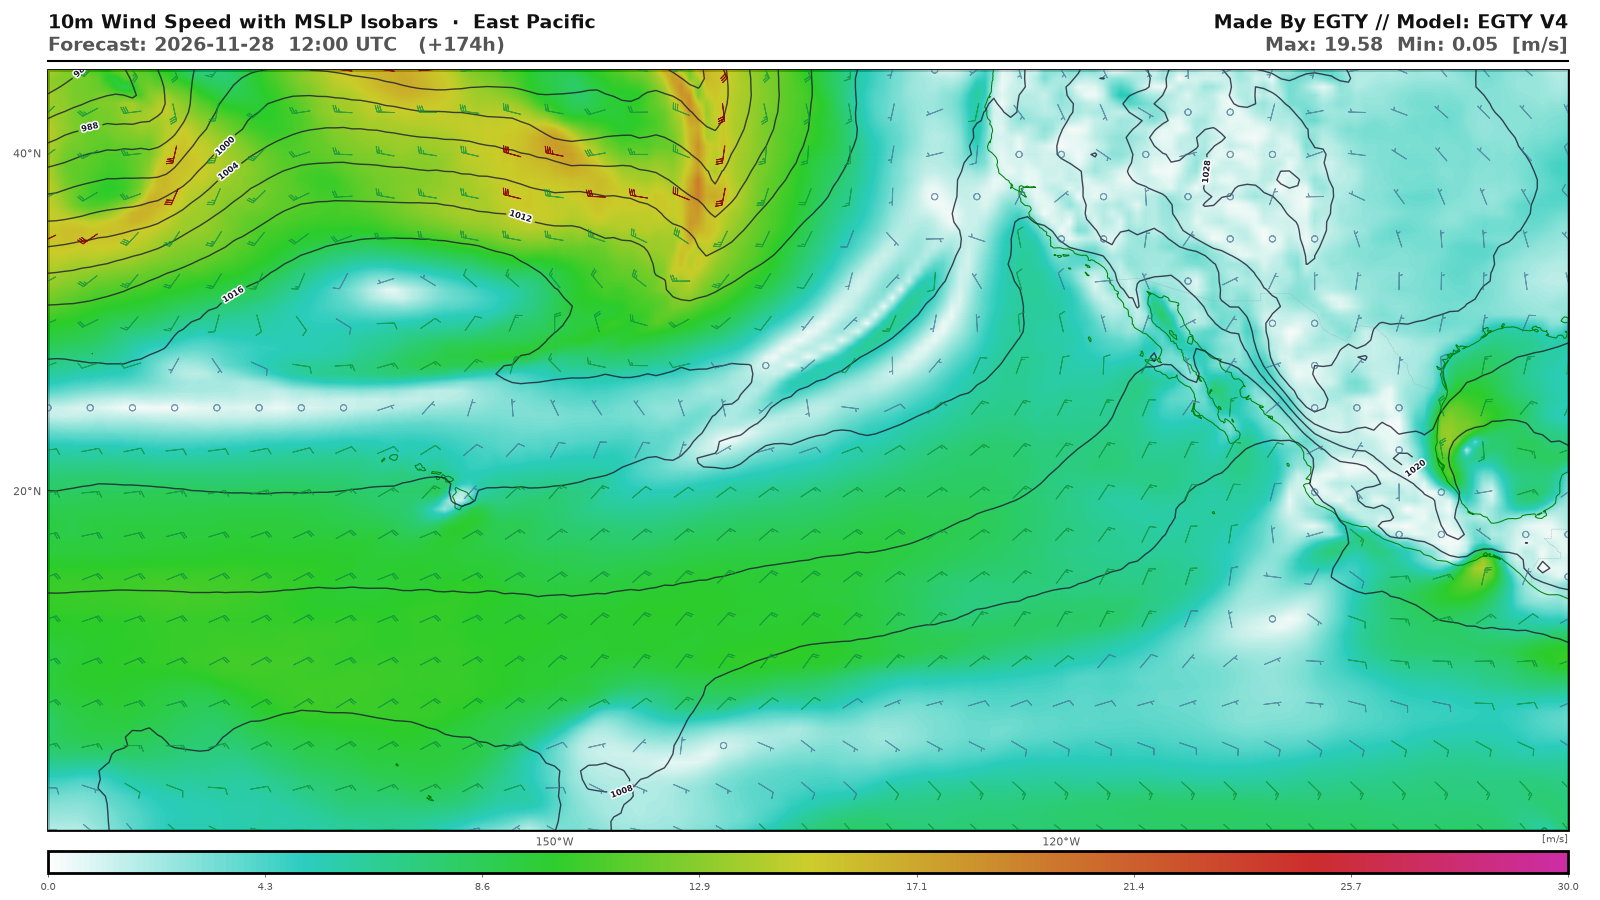 10m Wind Speed with MSLP Isobars · East Pacific
Made By EGTY // Model: EGTY V4
Forecast: 2026-11-28 12:00 UTC (+174h)
Max: 19.58 Min: 0.05 [m/s]
988
1000
1004
1012
1016
1028
1020
1008
40°N
20°N
150°W
120°W
[m/s]
0.0
4.3
8.6
12.9
17.1
21.4
25.7
30.0